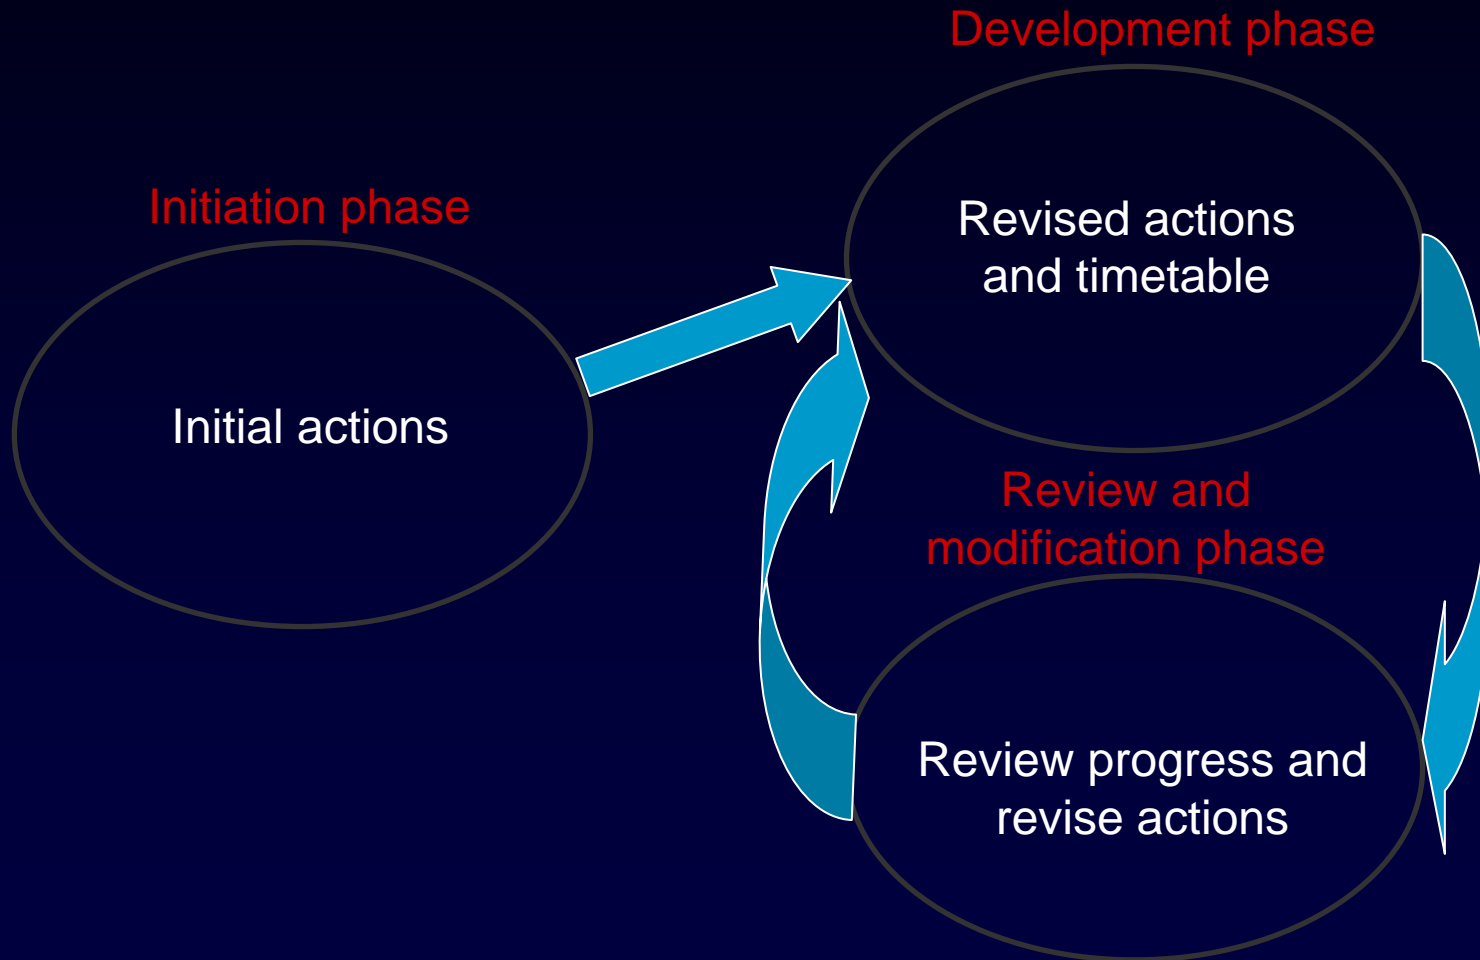 Initiation phase
Initial actions
Development phase
Revised actions
and timetable
Review and
modification phase
Review progress and
revise actions